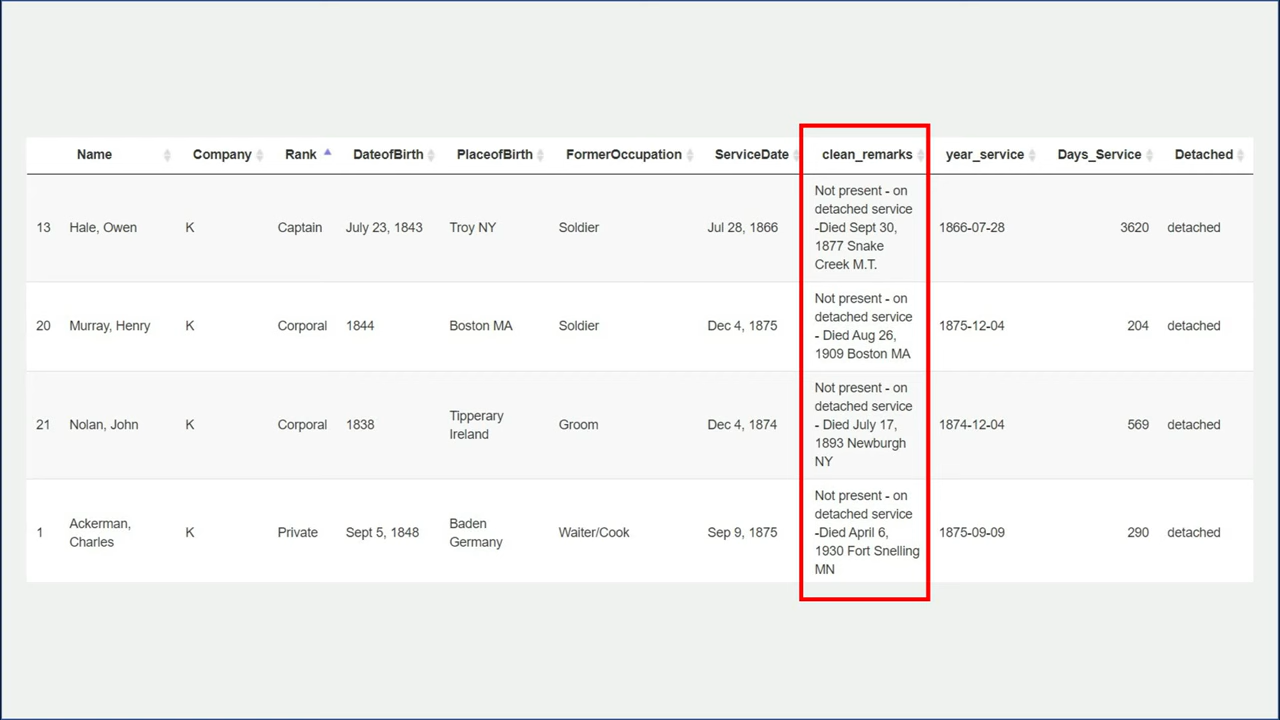 Name Company Rank DateofBirth PlaceofBirth FormerOccupation ServiceDate clean_remarks year_service Days_Service Detached
13 Hale, Owen K Captain July 23, 1843 Troy NY Soldier Jul 28, 1866 Not present - on
detached service
-Died Sept 30,
1877 Snake
Creek M.T. 1866-07-28 3620 detached
20 Murray, Henry K Corporal 1844 Boston MA Soldier Dec 4, 1875 Not present - on
detached service
- Died Aug 26,
1909 Boston MA 1875-12-04 204 detached
21 Nolan, John K Corporal 1838 Tipperary
Ireland Groom Dec 4, 1874 Not present - on
detached service
- Died July 17,
1893 Newburgh
NY 1874-12-04 569 detached
1 Ackerman,
Charles K Private Sept 5, 1848 Baden
Germany Waiter/Cook Sep 9, 1875 Not present - on
detached service
-Died April 6,
1930 Fort Snelling
MN 1875-09-09 290 detached